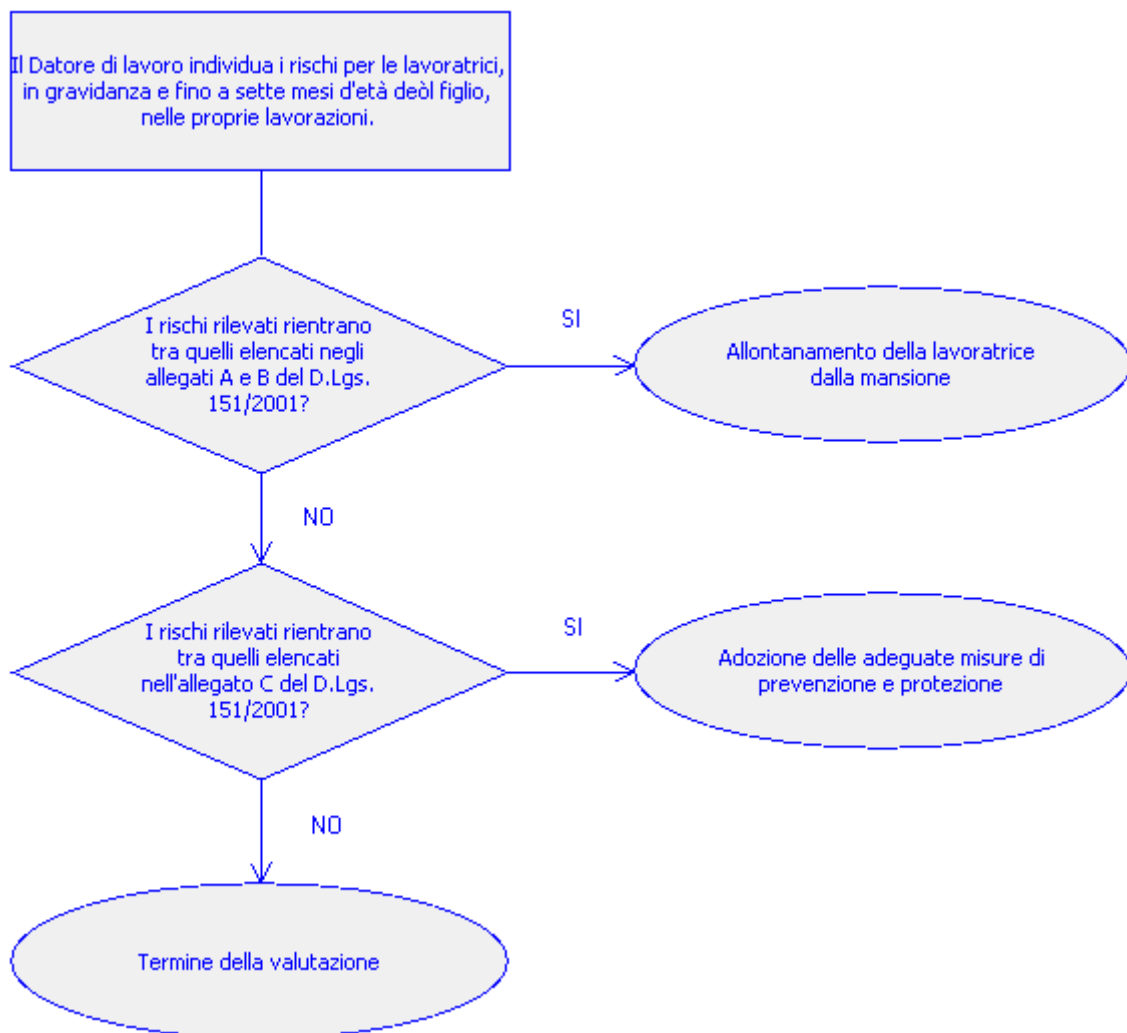 Il Datore di lavoro individua i rischi per le lavoratrici,
in gravidanza e fino a sette mesi d'età deòl figlio,
nelle proprie lavorazioni.
I rischi rilevati rientrano
tra quelli elencati negli
allegati A e B del D.Lgs.
151/2001?
SI
Allontanamento della lavoratrice
dalla mansione
NO
I rischi rilevati rientrano
tra quelli elencati
nell'allegato C del D.Lgs.
151/2001?
SI
Adozione delle adeguate misure di
prevenzione e protezione
NO
Termine della valutazione